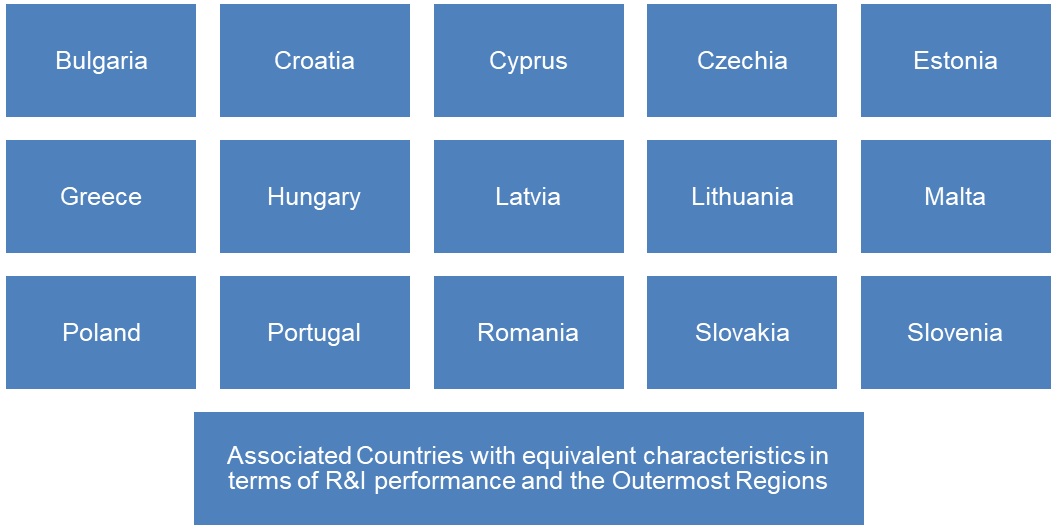 Bulgaria
Croatia
Cyprus
Czechia
Estonia
Greece
Hungary
Latvia
Lithuania
Malta
Poland
Portugal
Romania
Slovakia
Slovenia
Associated Countries with equivalent characteristics in
terms of R&I performance and the Outermost Regions